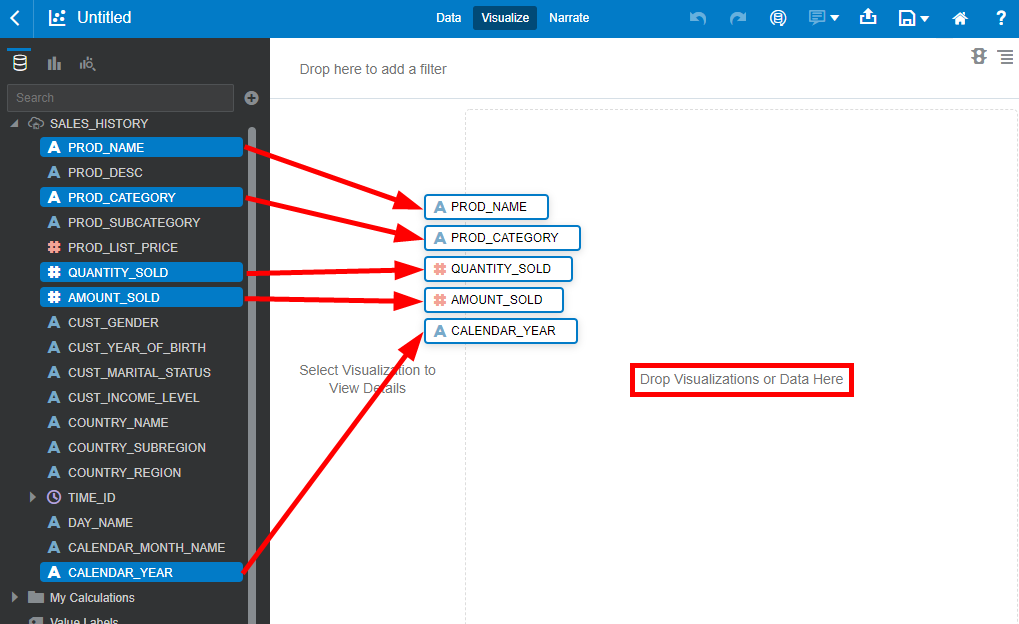 Untitled
Data Visualize Narrate
?
Drop here to add a filter
Search
SALES_HISTORY
A PROD_NAME
A PROD_DESC
A PROD_CATEGORY
A PROD_SUBCATEGORY
# PROD_LIST_PRICE
# QUANTITY_SOLD
# AMOUNT_SOLD
A CUST_GENDER
A CUST_YEAR_OF_BIRTH
A CUST_MARITAL_STATUS
A CUST_INCOME_LEVEL
A COUNTRY_NAME
A COUNTRY_SUBREGION
A COUNTRY_REGION
TIME_ID
A DAY_NAME
A CALENDAR_MONTH_NAME
A CALENDAR_YEAR
My Calculations
Value Labels
A PROD_NAME
A PROD_CATEGORY
# QUANTITY_SOLD
# AMOUNT_SOLD
A CALENDAR_YEAR
Select Visualization to
View Details
Drop Visualizations or Data Here